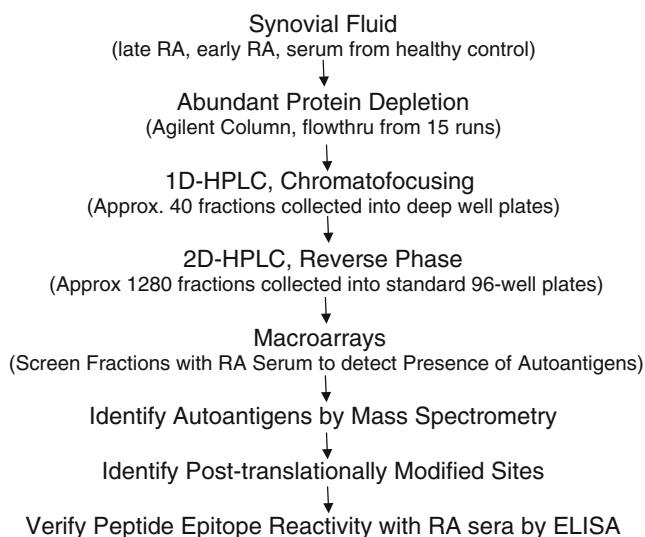 Synovial Fluid
(late RA, early RA, serum from healthy control)
Abundant Protein Depletion
(Agilent Column, flowthru from 15 runs)
1D-HPLC, Chromatofocusing
(Approx. 40 fractions collected into deep well plates)
2D-HPLC, Reverse Phase
(Approx 1280 fractions collected into standard 96-well plates)
Macroarrays
(Screen Fractions with RA Serum to detect Presence of Autoantigens)
Identify Autoantigens by Mass Spectrometry
Identify Post-translationally Modified Sites
Verify Peptide Epitope Reactivity with RA sera by ELISA